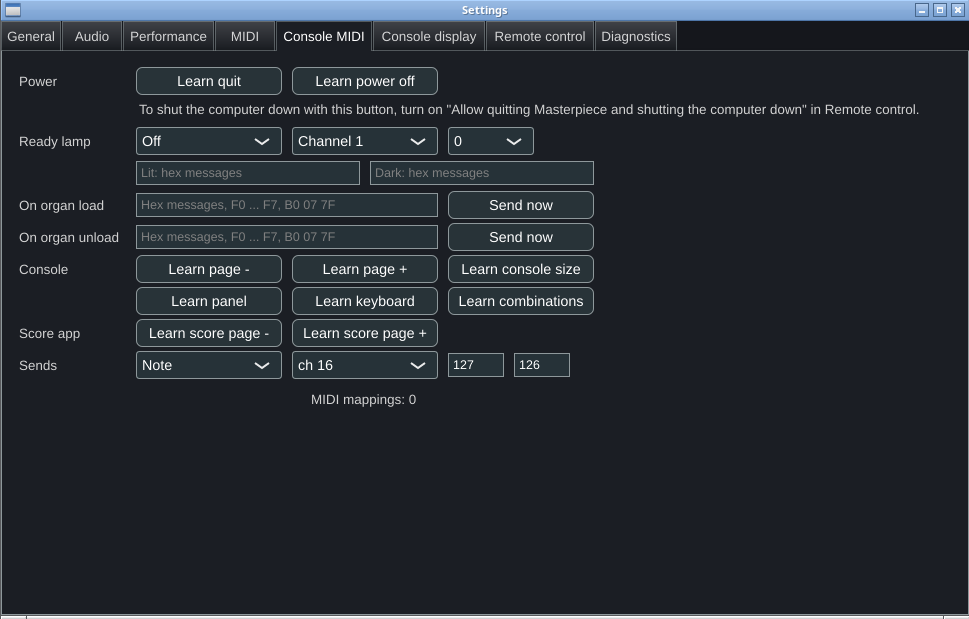 Settings
General Audio Performance MIDI Console MIDI Console display Remote control Diagnostics
Power Learn quit Learn power off
To shut the computer down with this button, turn on "Allow quitting Masterpiece and shutting the computer down" in Remote control.
Ready lamp Off Channel 1 0
Lit: hex messages Dark: hex messages
On organ load Hex messages, F0 ... F7, B0 07 7F Send now
On organ unload Hex messages, F0 ... F7, B0 07 7F Send now
Console Learn page - Learn page + Learn console size
Learn panel Learn keyboard Learn combinations
Score app Learn score page - Learn score page +
Sends Note ch 16 127 126
MIDI mappings: 0